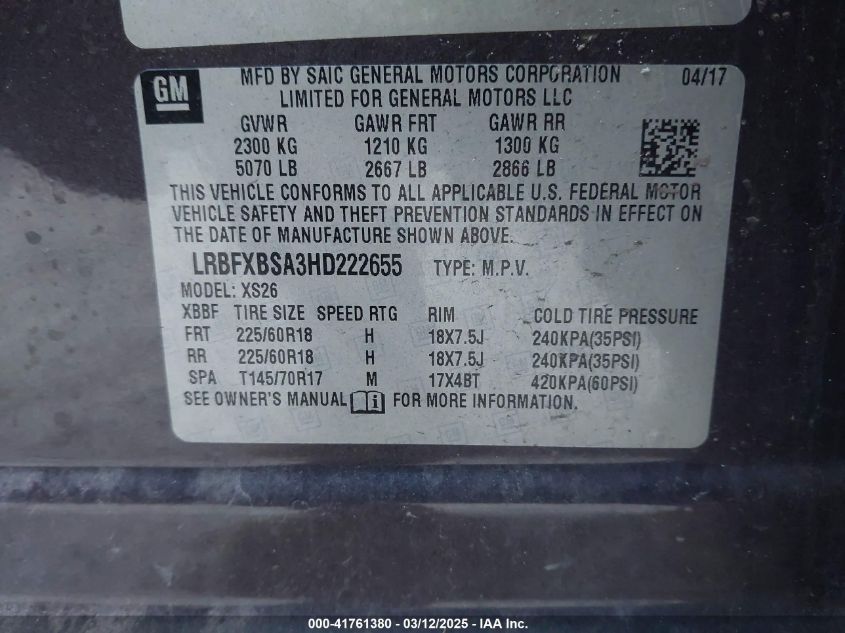 GM
MFD BY SAIC GENERAL MOTORS CORPORATION 04/17
LIMITED FOR GENERAL MOTORS LLC
GVWR GAWR FRT GAWR RR
2300 KG 1210 KG 1300 KG
5070 LB 2667 LB 2866 LB
THIS VEHICLE CONFORMS TO ALL APPLICABLE U.S. FEDERAL MOTOR
VEHICLE SAFETY AND THEFT PREVENTION STANDARDS IN EFFECT ON
THE DATE OF MANUFACTURE SHOWN ABOVE.
LRBFXBSA3HD222655 TYPE: M.P.V.
MODEL: XS26
XBBF TIRE SIZE SPEED RTG RIM COLD TIRE PRESSURE
FRT 225/60R18 H 18X7.5J 240KPA(35PSI)
RR 225/60R18 H 18X7.5J 240KPA(35PSI)
SPA T145/70R17 M 17X4BT 420KPA(60PSI)
SEE OWNER'S MANUAL i FOR MORE INFORMATION.
000-41761380 - 03/12/2025 - IAA Inc.